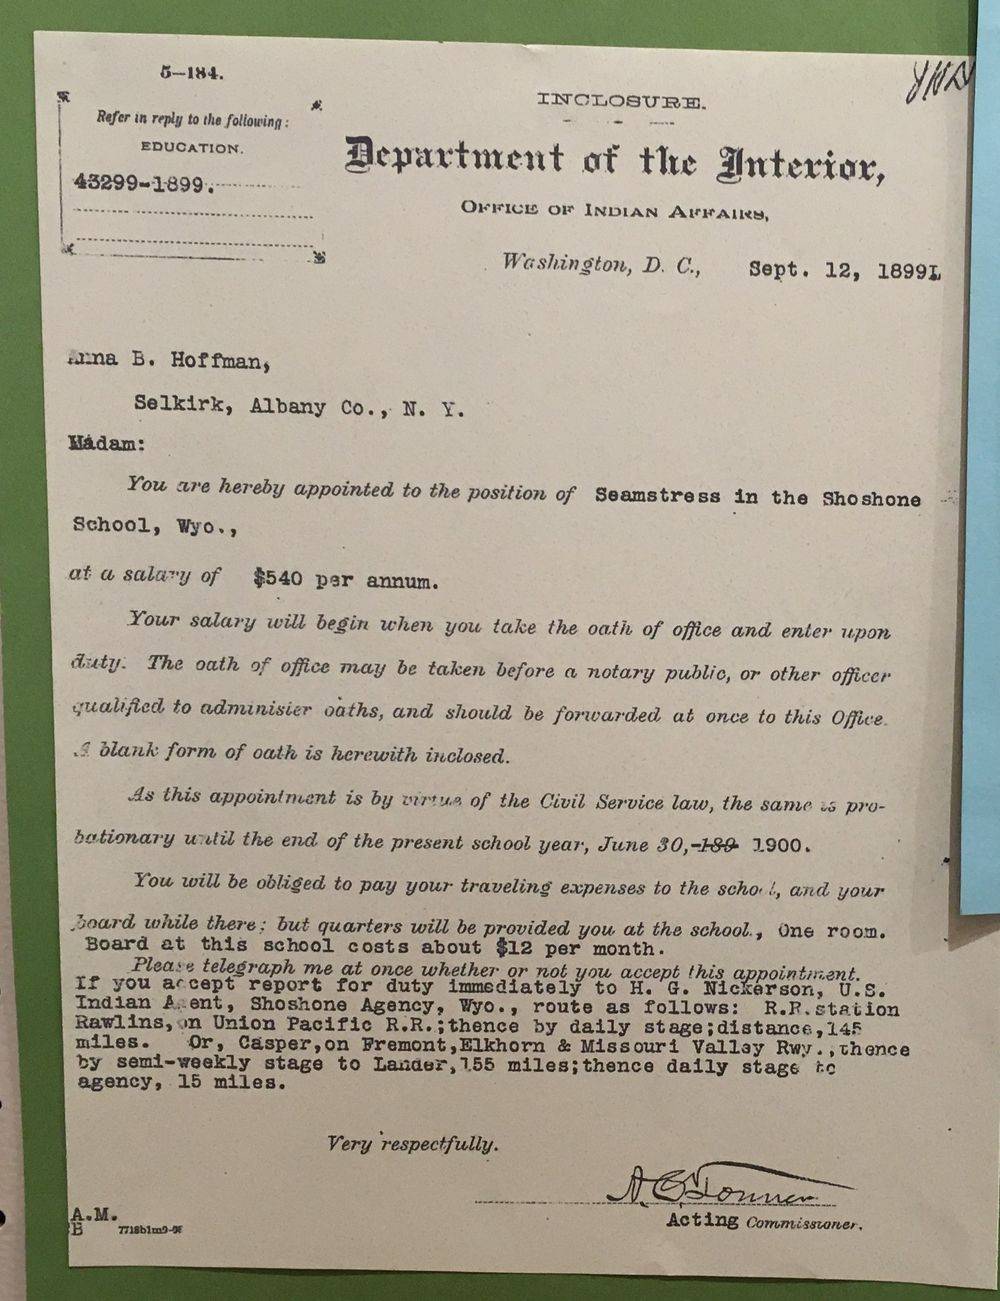 5—184.
INCLOSURE.
Refer in reply to the following:
EDUCATION.
43299-1899.
Department of the Interior,
OFFICE OF INDIAN AFFAIRS,
Washington, D. C., Sept. 12, 1899
Anna B. Hoffman,
Selkirk, Albany Co., N. Y.
Madam:
You are hereby appointed to the position of Seamstress in the Shoshone
School, Wyo.,
at a salary of $540 per annum.
Your salary will begin when you take the oath of office and enter upon
duty. The oath of office may be taken before a notary public, or other officer
qualified to administer oaths, and should be forwarded at once to this Office.
A blank form of oath is herewith inclosed.
As this appointment is by virtue of the Civil Service law, the same is pro-
bationary until the end of the present school year, June 30, 189 1900.
You will be obliged to pay your traveling expenses to the school, and your
board while there; but quarters will be provided you at the school., One room.
Board at this school costs about $12 per month.
Please telegraph me at once whether or not you accept this appointment.
If you accept report for duty immediately to H. G. Nickerson, U.S.
Indian Agent, Shoshone Agency, Wyo., route as follows: R.R.station
Rawlins,on Union Pacific R.R.;thence by daily stage;distance,145
miles. Or, Casper,on Fremont,Elkhorn & Missouri Valley Rwy.,thence
by semi-weekly stage to Lander,155 miles;thence daily stage to
agency, 15 miles.
Very respectfully.
A. C. Tonner
Acting Commissioner.
A.M.
B